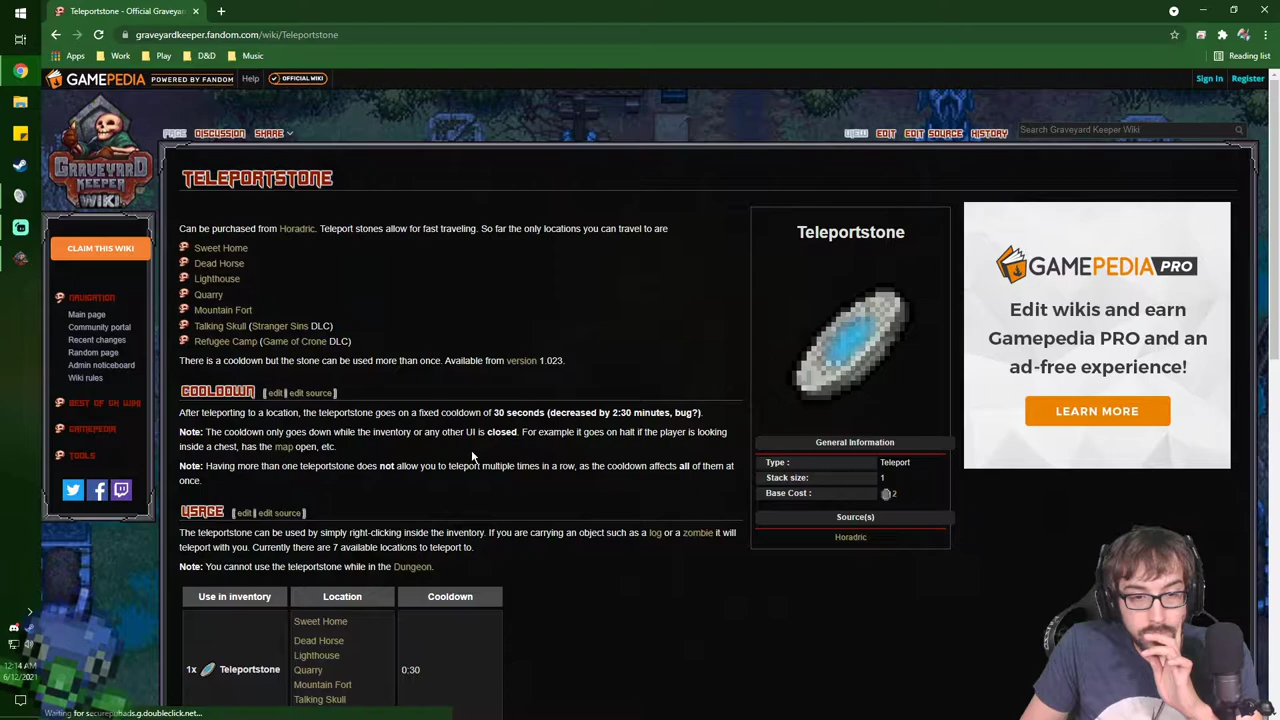 Teleportstone - Official Graveya
graveyardkeeper.fandom.com/wiki/Teleportstone
Apps Work Play D&D Music Reading list
GAMEPEDIA POWERED BY FANDOM Help OFFICIAL WIKI Sign In Register
PAGE DISCUSSION SHARE VIEW EDIT EDIT SOURCE HISTORY Search Graveyard Keeper Wiki
GRAVEYARD
KEEPER
WIKI
CLAIM THIS WIKI
NAVIGATION
Main page
Community portal
Recent changes
Random page
Admin noticeboard
Wiki rules
BEST OF GK WIKI
GAMEPEDIA
TOOLS
TELEPORTSTONE
Can be purchased from Horadric. Teleport stones allow for fast traveling. So far the only locations you can travel to are
Sweet Home
Dead Horse
Lighthouse
Quarry
Mountain Fort
Talking Skull (Stranger Sins DLC)
Refugee Camp (Game of Crone DLC)
There is a cooldown but the stone can be used more than once. Available from version 1.023.
COOLDOWN [ edit | edit source ]
After teleporting to a location, the teleportstone goes on a fixed cooldown of 30 seconds (decreased by 2:30 minutes, bug?).
Note: The cooldown only goes down while the inventory or any other UI is closed. For example it goes on halt if the player is looking
inside a chest, has the map open, etc.
Note: Having more than one teleportstone does not allow you to teleport multiple times in a row, as the cooldown affects all of them at
once.
USAGE [ edit | edit source ]
The teleportstone can be used by simply right-clicking inside the inventory. If you are carrying an object such as a log or a zombie it will
teleport with you. Currently there are 7 available locations to teleport to.
Note: You cannot use the teleportstone while in the Dungeon.
Use in inventory Location Cooldown
Sweet Home
Dead Horse
Lighthouse
1x Teleportstone Quarry 0:30
Mountain Fort
Talking Skull
Teleportstone
General Information
Type : Teleport
Stack size: 1
Base Cost : 2
Source(s)
Horadric
GAMEPEDIA PRO
Edit wikis and earn
Gamepedia PRO and an
ad-free experience!
LEARN MORE
12:14 AM
6/12/2021
Waiting for securepubads.g.doubleclick.net...